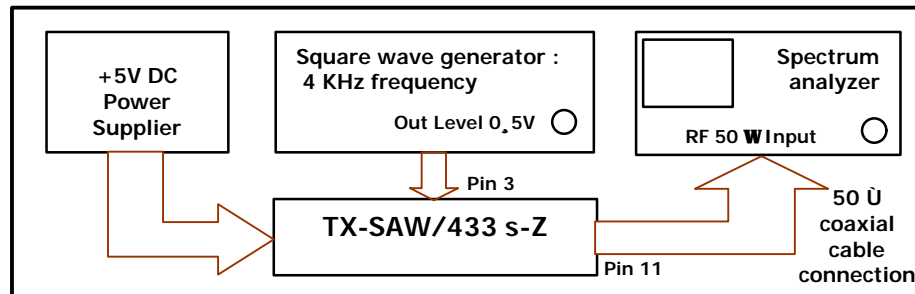 +5V DC
Power
Supplier
Square wave generator :
4 KHz frequency
Out Level 0¸5V
Spectrum
analyzer
RF 50 W Input
Pin 3
TX-SAW/433 s-Z
Pin 11
50 Ù
coaxial
cable
connection